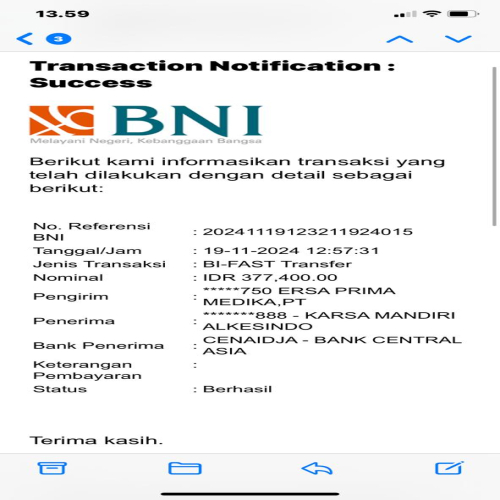 13.59
3
Transaction Notification :
Success
BNI
Melayani Negeri, Kebanggaan Bangsa
Berikut kami informasikan transaksi yang
telah dilakukan dengan detail sebagai
berikut:
No. Referensi BNI : 20241119123211924015
Tanggal/Jam : 19-11-2024 12:57:31
Jenis Transaksi : BI-FAST Transfer
Nominal : IDR 377,400.00
Pengirim : *****750 ERSA PRIMA
MEDIKA,PT
Penerima : *******888 - KARSA MANDIRI
ALKESINDO
Bank Penerima : CENAIDJA - BANK CENTRAL
ASIA
Keterangan
Pembayaran :
Status : Berhasil
Terima kasih.